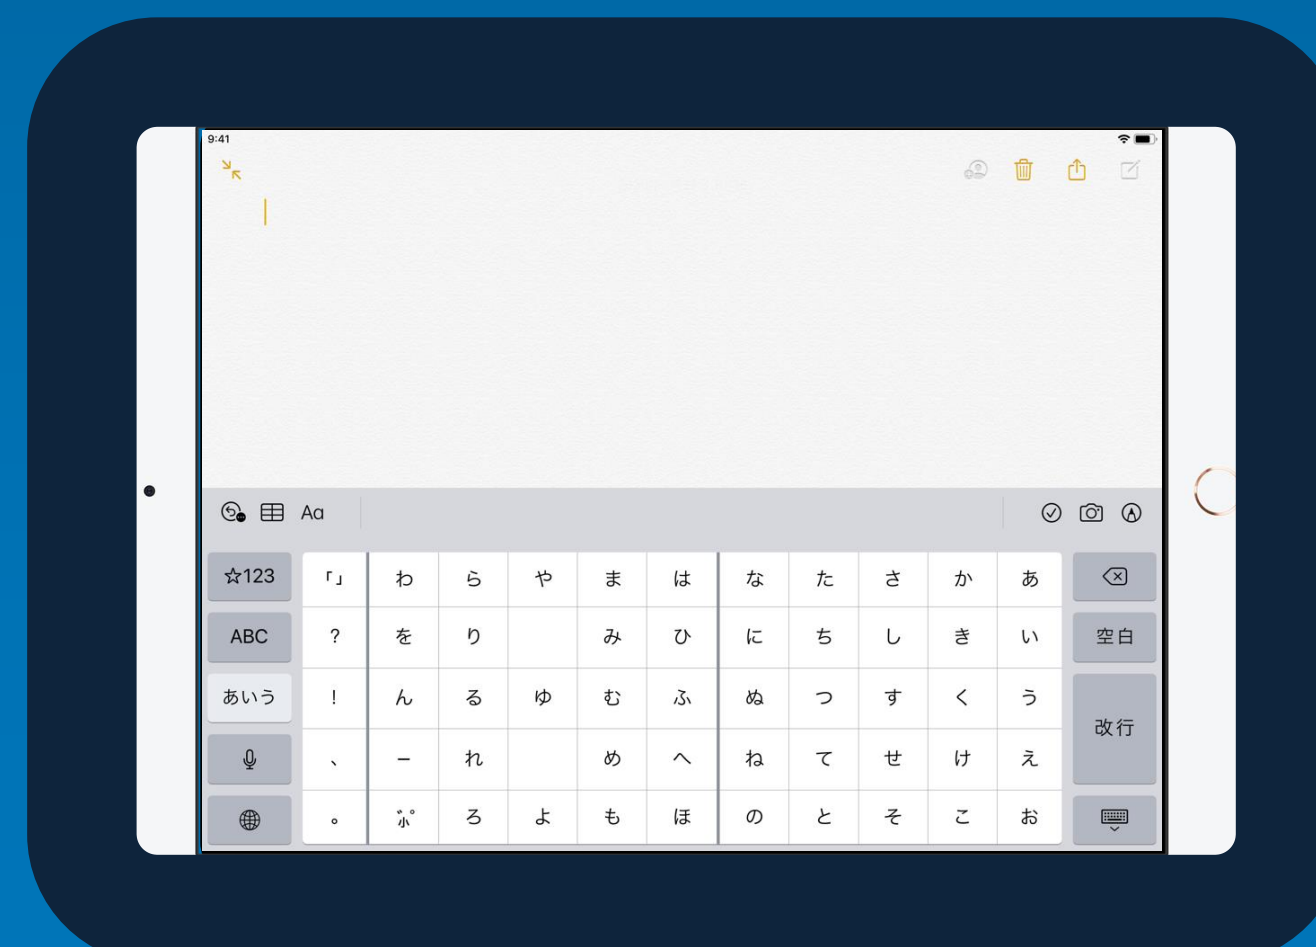 9:41
Aa
☆123 「」 わ ら や ま は な た さ か あ
ABC ? を り み ひ に ち し き い 空白
あいう ! ん る ゆ む ふ ぬ つ す く う 改行
、 ー れ め へ ね て せ け え
。 ゛゜小 ろ よ も ほ の と そ こ お